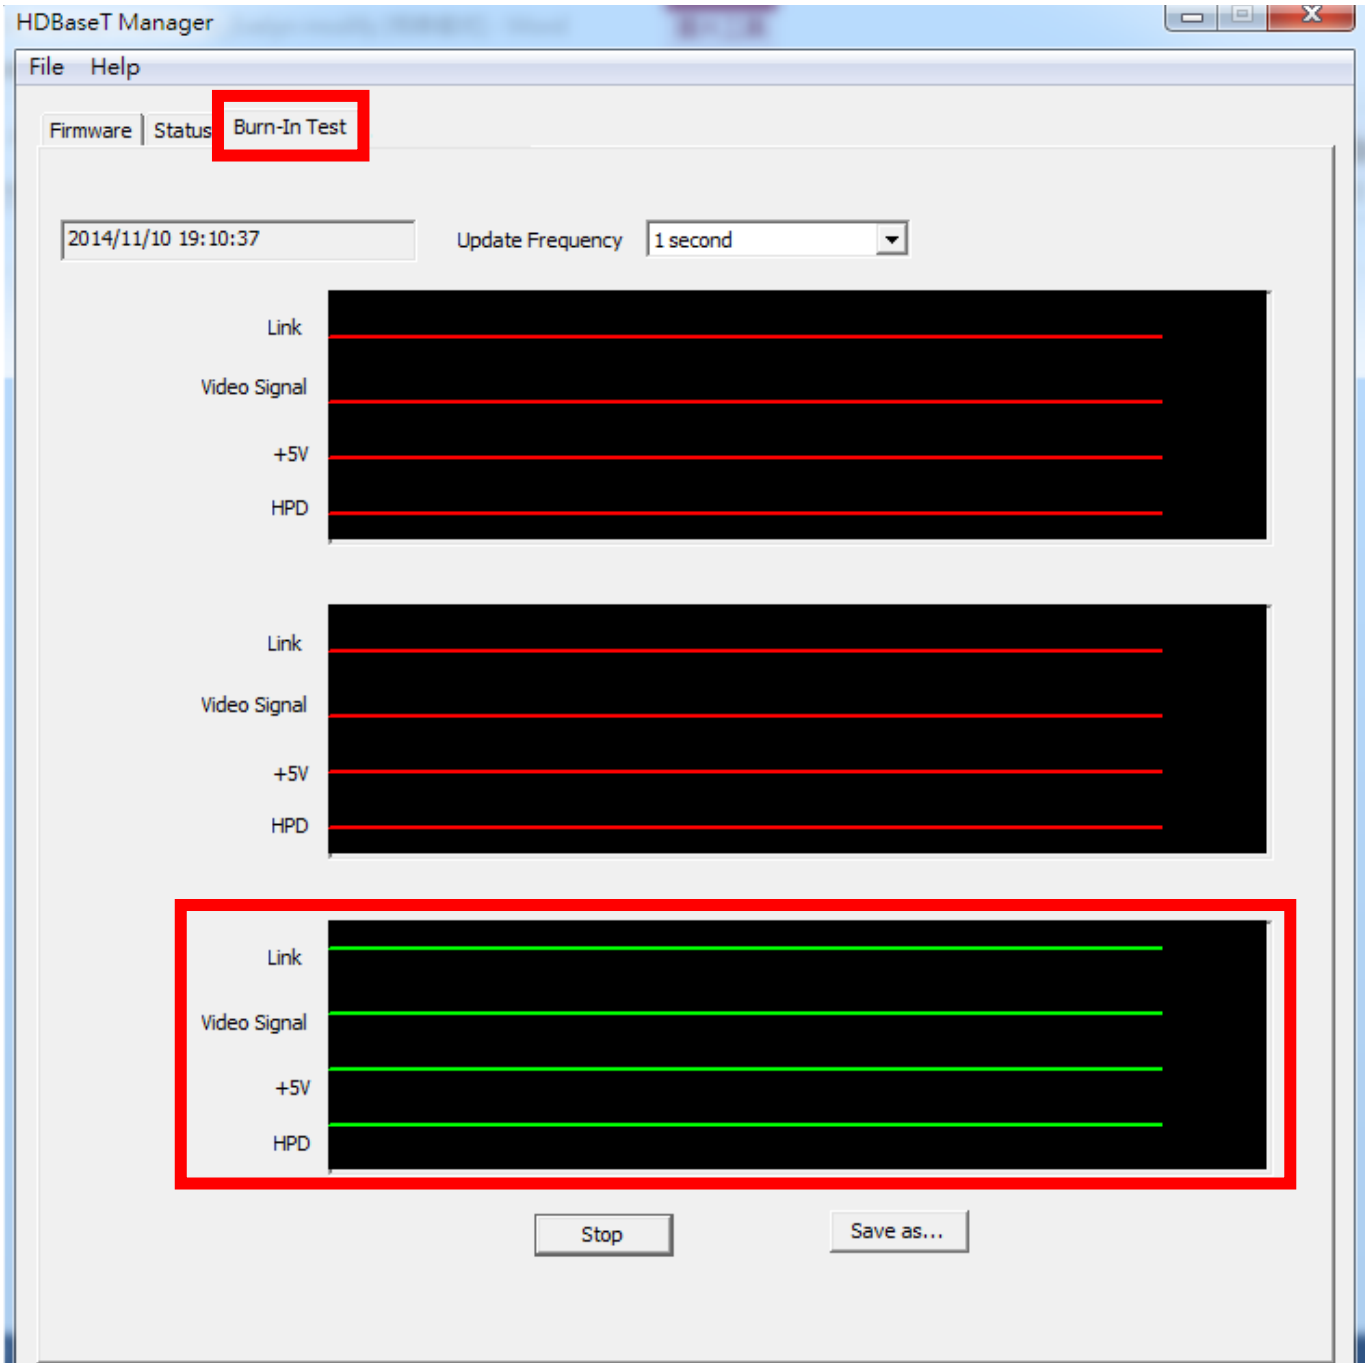 HDBaseT Manager
File Help
Firmware Status Burn-In Test
2014/11/10 19:10:37 Update Frequency 1 second
Link
Video Signal
+5V
HPD
Link
Video Signal
+5V
HPD
Link
Video Signal
+5V
HPD
Stop Save as...